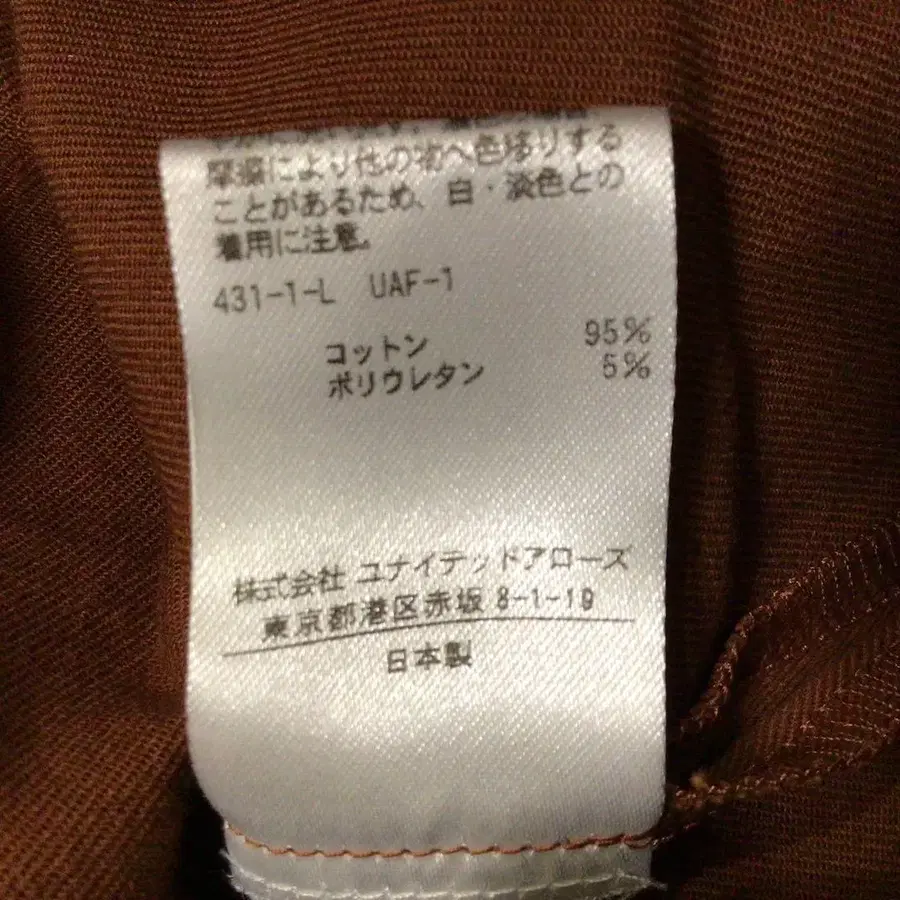 摩擦により他の物へ色移りする
ことがあるため、白・淡色との
着用に注意。
431-1-L UAF-1
コットン 95%
ポリウレタン 5%
株式会社 ユナイテッドアローズ
東京都港区赤坂 8-1-19
日本製